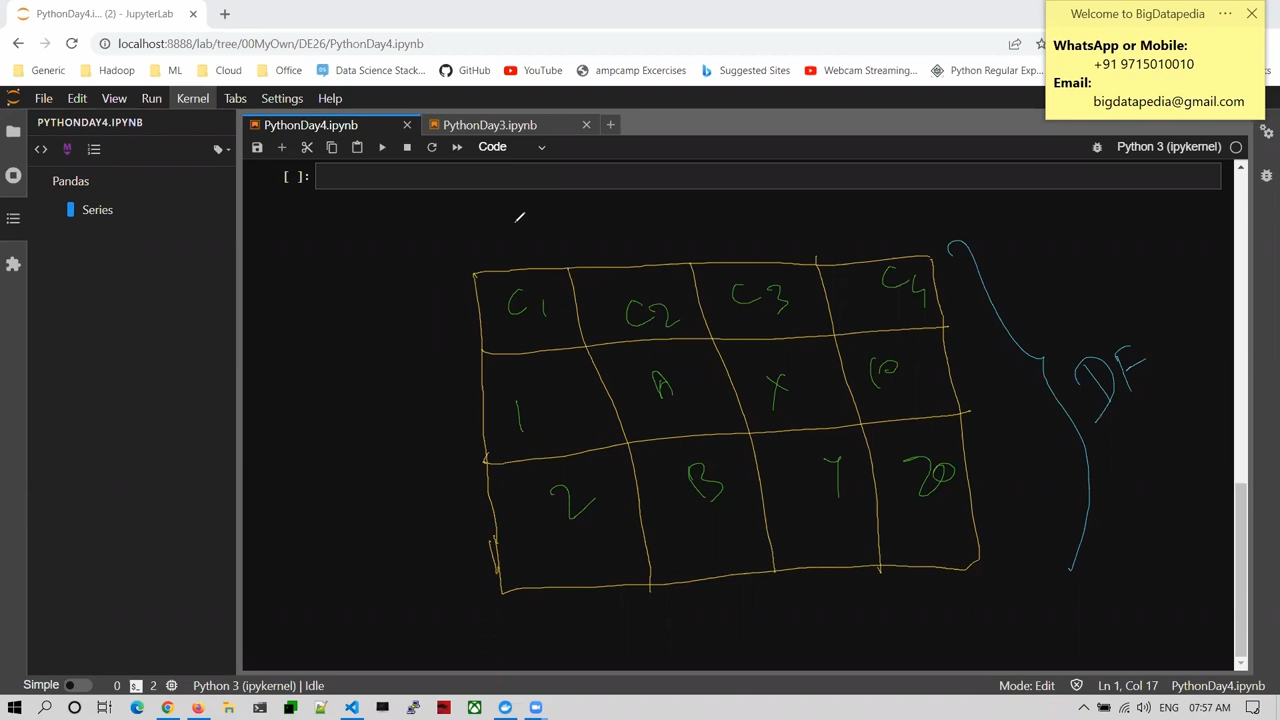 PythonDay4.i... (2) - JupyterLab
localhost:8888/lab/tree/00MyOwn/DE26/PythonDay4.ipynb
Generic Hadoop ML Cloud Office Data Science Stack... GitHub YouTube ampcamp Excercises Suggested Sites Webcam Streaming... Python Regular Exp...
Welcome to BigDatapedia
WhatsApp or Mobile:
+91 9715010010
Email:
bigdatapedia@gmail.com
File Edit View Run Kernel Tabs Settings Help
PYTHONDAY4.IPYNB
PythonDay4.ipynb PythonDay3.ipynb
Code
Python 3 (ipykernel)
Pandas
Series
[ ]:
C1 C2 C3 C4
1 A X 10
2 B Y 20
DF
Simple 0 2 Python 3 (ipykernel) | Idle Mode: Edit Ln 1, Col 17 PythonDay4.ipynb
ENG 07:57 AM